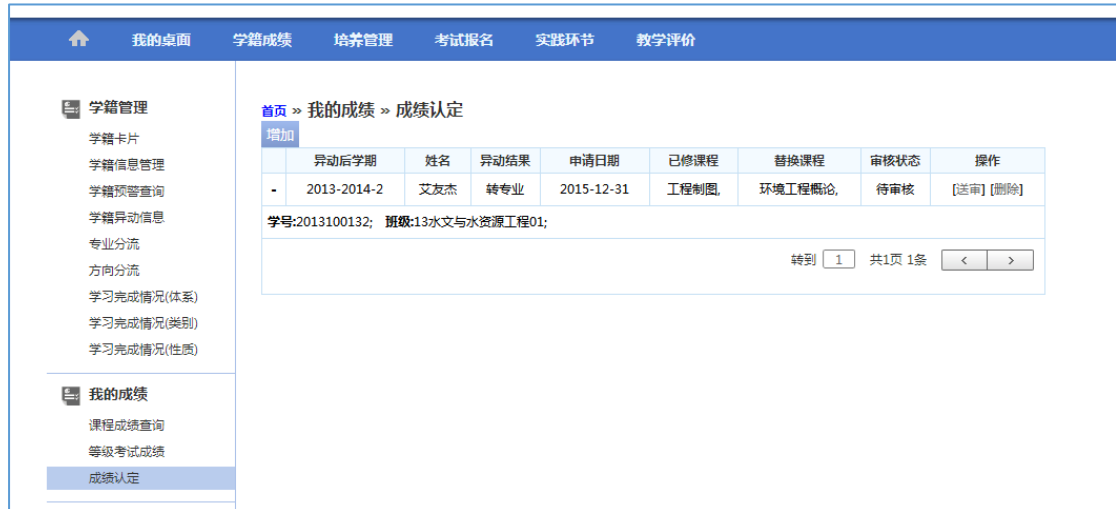 我的桌面 学籍成绩 培养管理 考试报名 实践环节 教学评价
学籍管理
学籍卡片
学籍信息管理
学籍预警查询
学籍异动信息
专业分流
方向分流
学习完成情况(体系)
学习完成情况(类别)
学习完成情况(性质)
我的成绩
课程成绩查询
等级考试成绩
成绩认定
首页 » 我的成绩 » 成绩认定
增加
异动后学期 姓名 异动结果 申请日期 已修课程 替换课程 审核状态 操作
- 2013-2014-2 艾友杰 转专业 2015-12-31 工程制图, 环境工程概论, 待审核 [送审] [删除]
学号:2013100132; 班级:13水文与水资源工程01;
转到 1 共1页 1条 < >